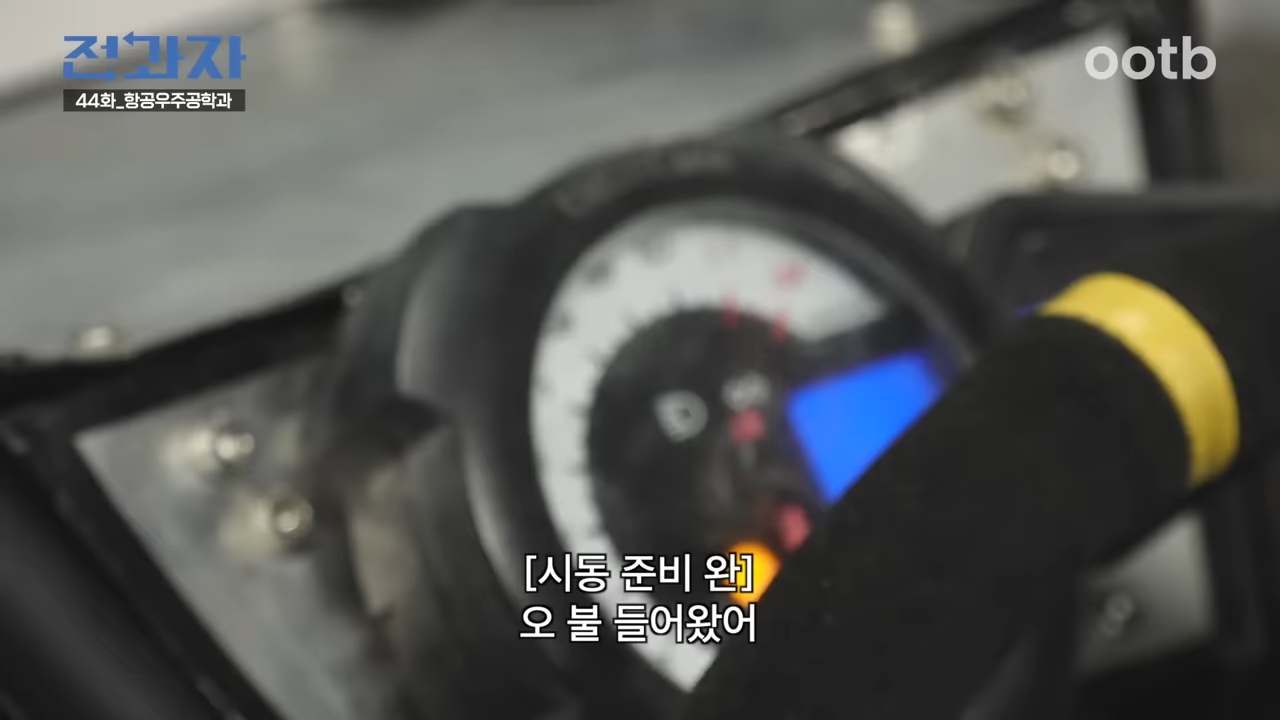 전과자
ootb
44화_항공우주공학과
[시동 준비 완]
오 불 들어왔어